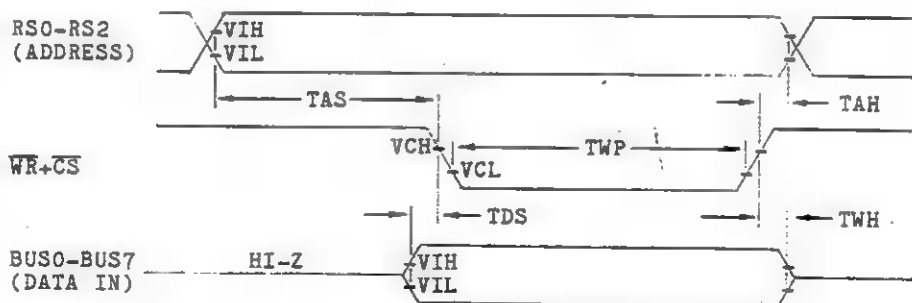 RS0-RS2
(ADDRESS)
VIH
VIL
TAS
TAH
WR+CS
VCH
VCL
TWP
TDS
TWH
BUS0-BUS7
(DATA IN)
HI-Z
VIH
VIL